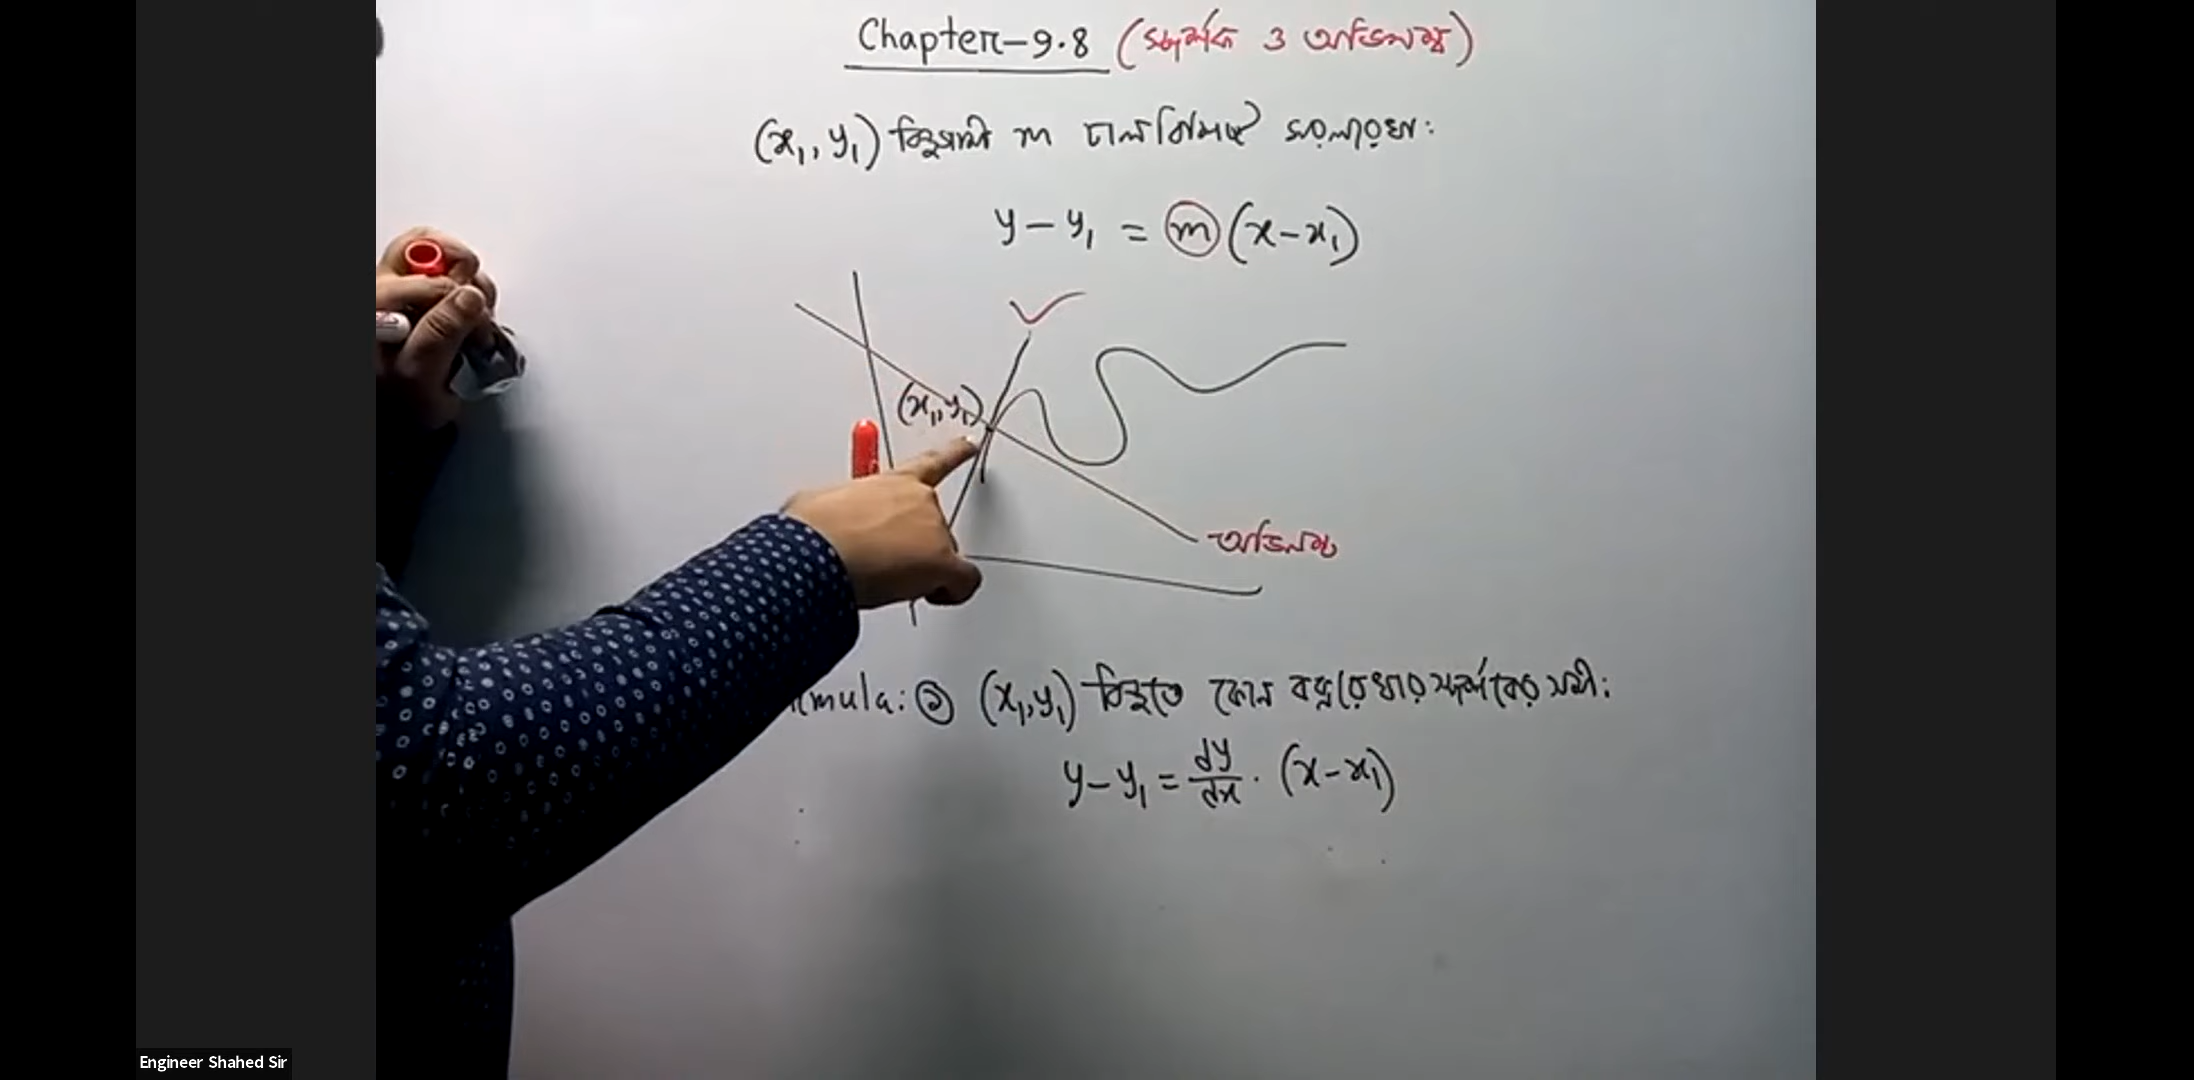 Chapter-9.8 (স্পর্শক ও অভিলম্ব)
(x₁, y₁) বিন্দুগামী m ঢাল বিশিষ্ট সরলরেখা:
y - y₁ = m (x - x₁)
(x₁, y₁)
অভিলম্ব
mula: ① (x₁, y₁) বিন্দুতে কোন বক্ররেখার স্পর্শকের সমী:
y - y₁ = dy/dx · (x - x₁)
Engineer Shahed Sir